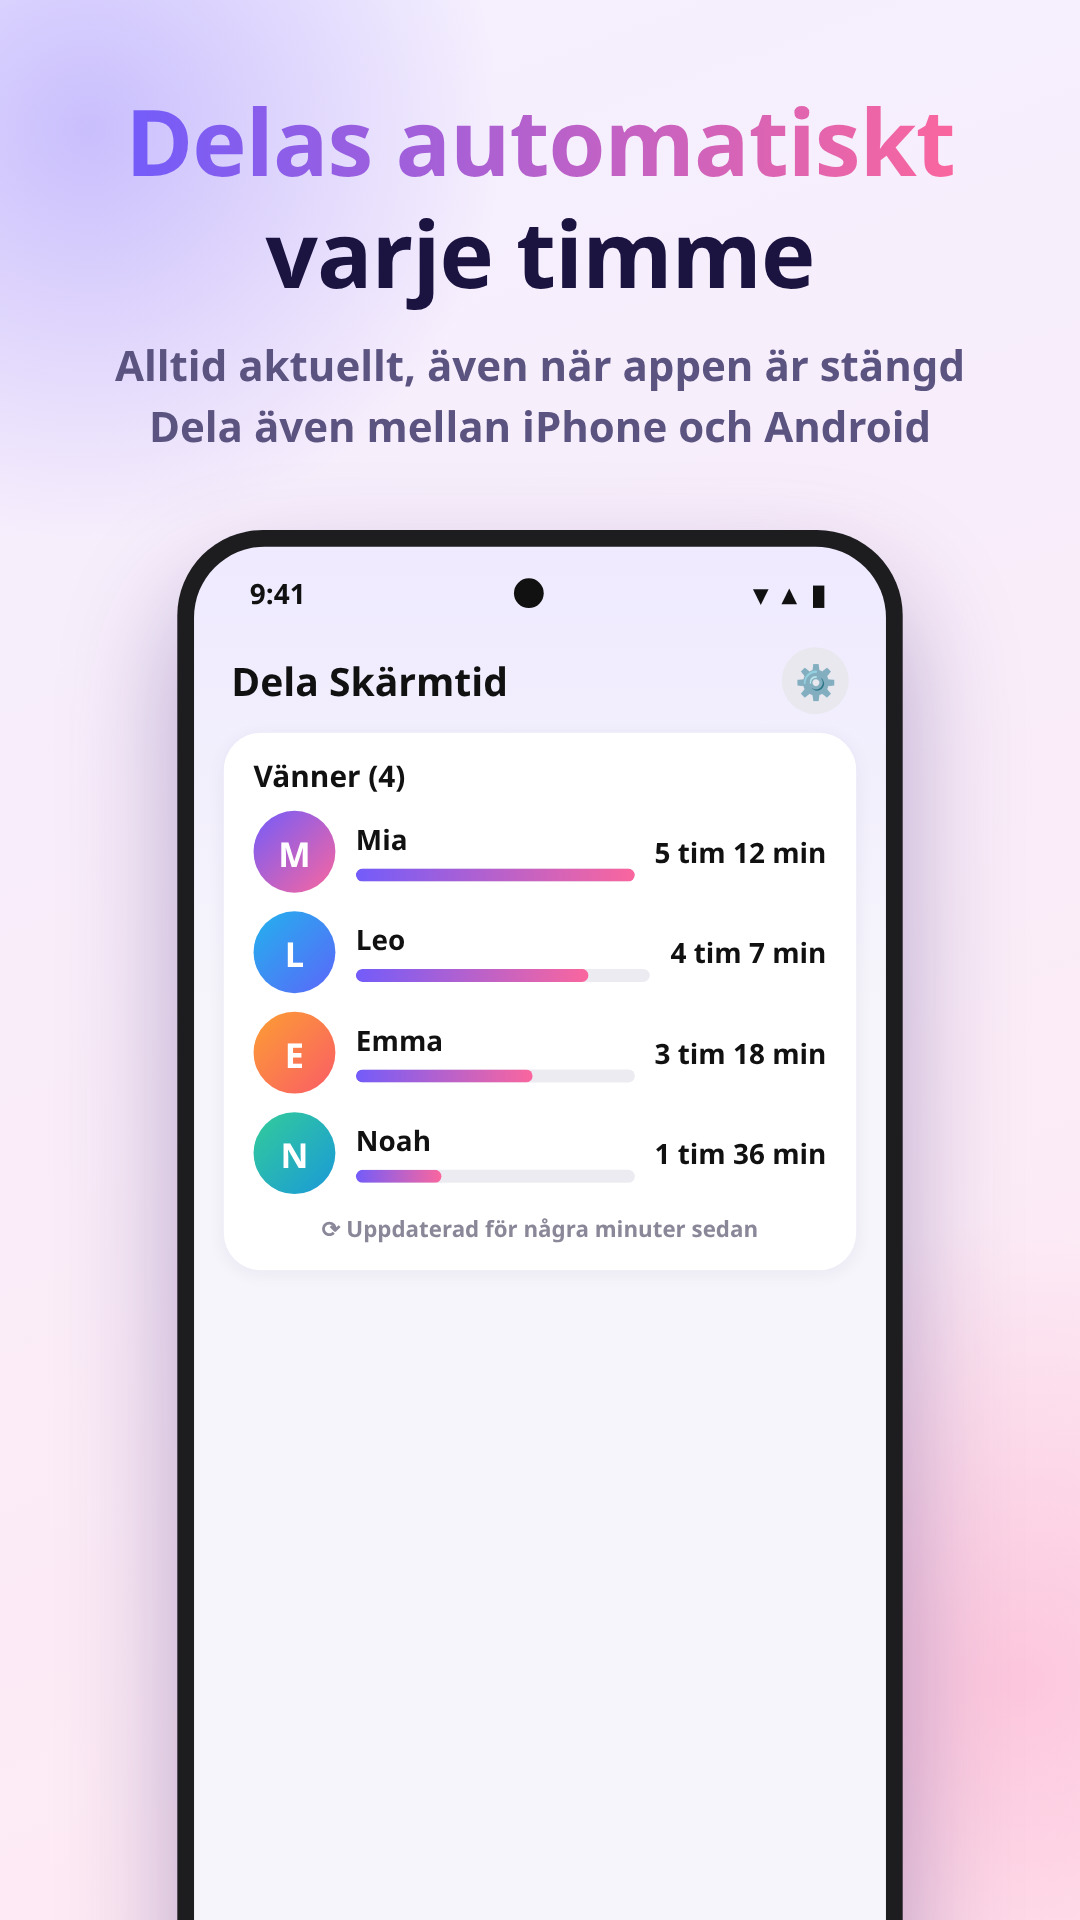 Delas automatiskt
varje timme
Alltid aktuellt, även när appen är stängd
Dela även mellan iPhone och Android
9:41
Dela Skärmtid
Vänner (4)
M
Mia
5 tim 12 min
L
Leo
4 tim 7 min
E
Emma
3 tim 18 min
N
Noah
1 tim 36 min
⟳ Uppdaterad för några minuter sedan